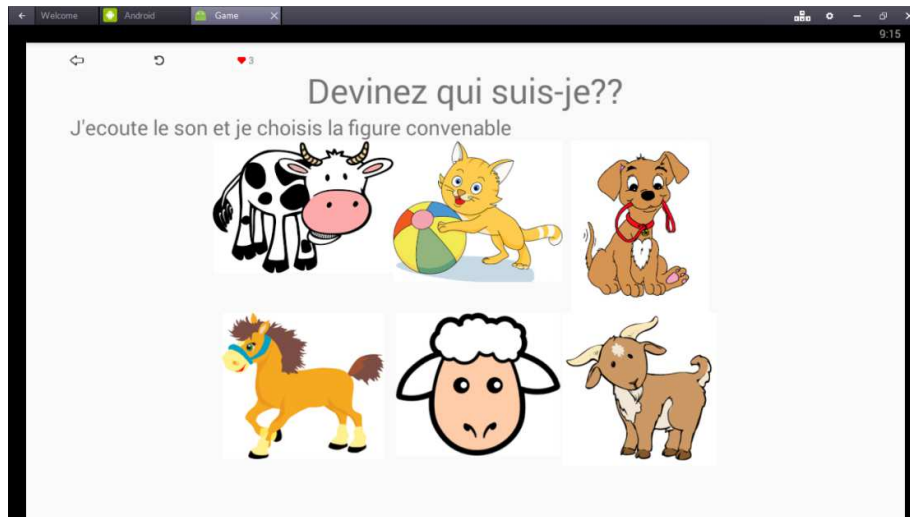 Welcome Android Game
9:15
3
Devinez qui suis-je??
J'ecoute le son et je choisis la figure convenable